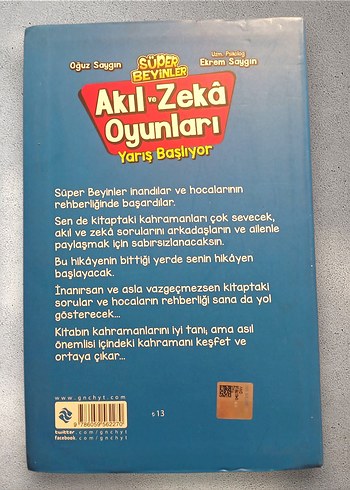 Oğuz Saygın
SÜPER
BEYİNLER
Uzm. Psikolog
Ekrem Saygın
Akıl ve Zekâ
Oyunları
Yarış Başlıyor
Süper Beyinler inandılar ve hocalarının
rehberliğinde başardılar.
Sen de kitaptaki kahramanları çok sevecek,
akıl ve zekâ sorularını arkadaşların ve ailenle
paylaşmak için sabırsızlanacaksın.
Bu hikâyenin bittiği yerde senin hikâyen
başlayacak.
İnanırsan ve asla vazgeçmezsen kitaptaki
sorular ve hocaların rehberliği sana da yol
gösterecek...
Kitabın kahramanlarını iyi tanı; ama asıl
önemlisi içindeki kahramanı keşfet ve
ortaya çıkar...
www.gnchyt.com
9 786059 562270
twitter.com/gnchyt
facebook.com/gnchyt
s 13